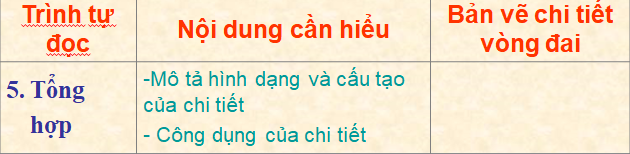 Trình tự đọc
Nội dung cần hiểu
Bản vẽ chi tiết vòng đai
5. Tổng hợp
-Mô tả hình dạng và cấu tạo
của chi tiết
- Công dụng của chi tiết